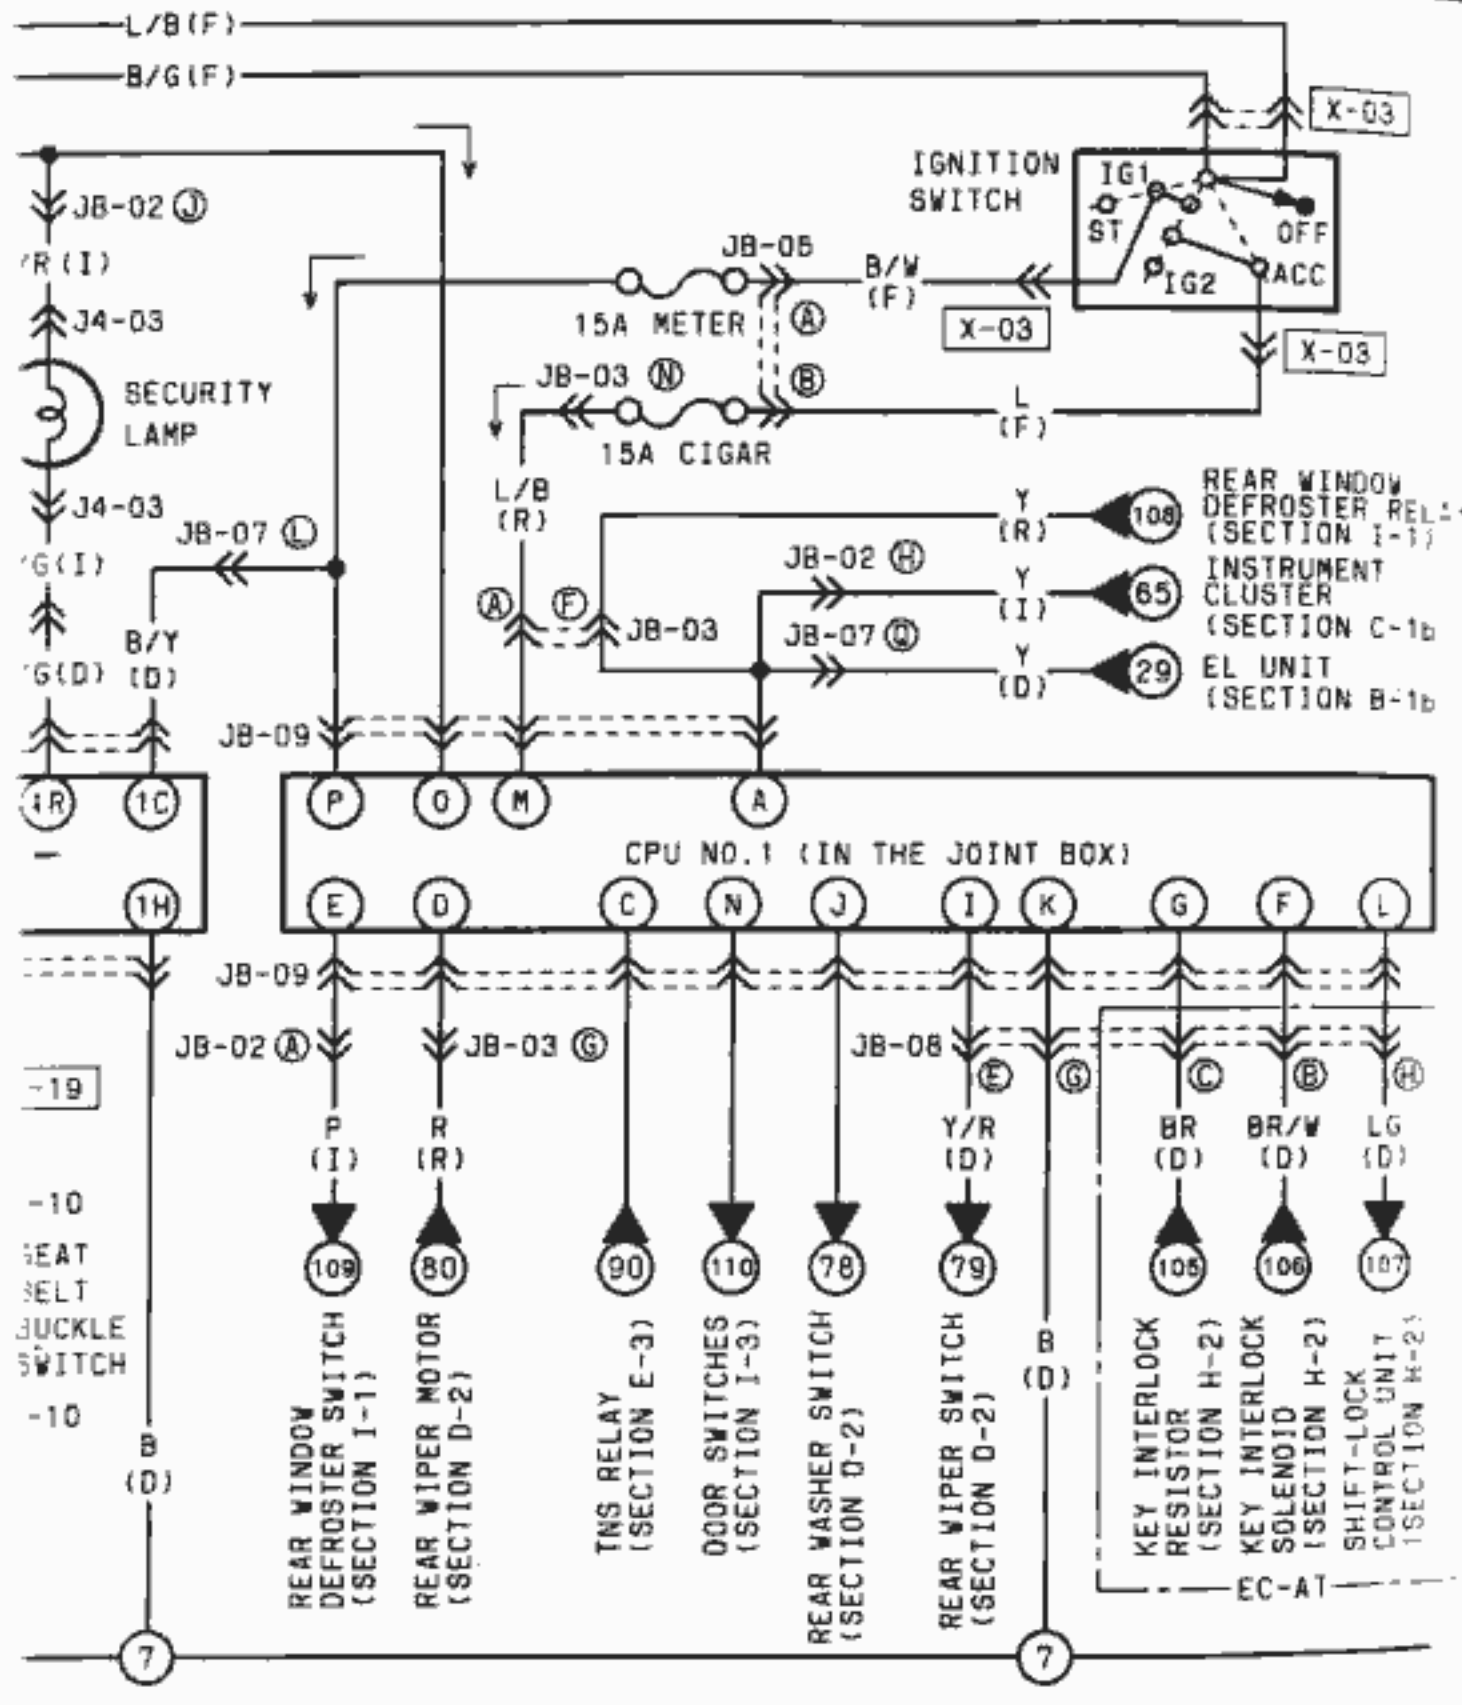 L/B(F)
B/G(F)
X-03
IGNITION
SWITCH
IG1
ST
OFF
IG2
ACC
JB-02 J
R(I)
J4-03
SECURITY
LAMP
J4-03
G(I)
G(D)
JB-05
B/W
(F)
15A METER
A
X-03
X-03
JB-03 N
B
15A CIGAR
L
(F)
L/B
(R)
JB-07 L
B/Y
(D)
A
F
JB-03
Y
(R)
108
REAR WINDOW
DEFROSTER
(SECTION I-1)
JB-02 H
Y
(I)
65
INSTRUMENT
CLUSTER
(SECTION C-1b
JB-07 Q
Y
(D)
29
EL UNIT
(SECTION B-1b
JB-09
1C
P
O
M
A
CPU NO.1 (IN THE JOINT BOX)
1H
E
D
C
N
J
I
K
G
F
L
JB-09
JB-02 A
JB-03 G
JB-08
E
G
C
B
H
-19
P
(I)
R
(R)
Y/R
(D)
BR
(D)
BR/W
(D)
LG
(D)
-10
SWITCH
-10
109
80
90
110
78
79
105
106
107
B
(D)
B
(D)
REAR WINDOW
DEFROSTER SWITCH
(SECTION I-1)
REAR WIPER MOTOR
(SECTION D-2)
TNS RELAY
(SECTION E-3)
DOOR SWITCHES
(SECTION I-3)
REAR WASHER SWITCH
(SECTION D-2)
REAR WIPER SWITCH
(SECTION D-2)
KEY INTERLOCK
RESISTOR
(SECTION H-2)
KEY INTERLOCK
SOLENOID
(SECTION H-2)
SHIFT-LOCK
CONTROL UNIT
(SECTION H-2)
EC-AT
7
7